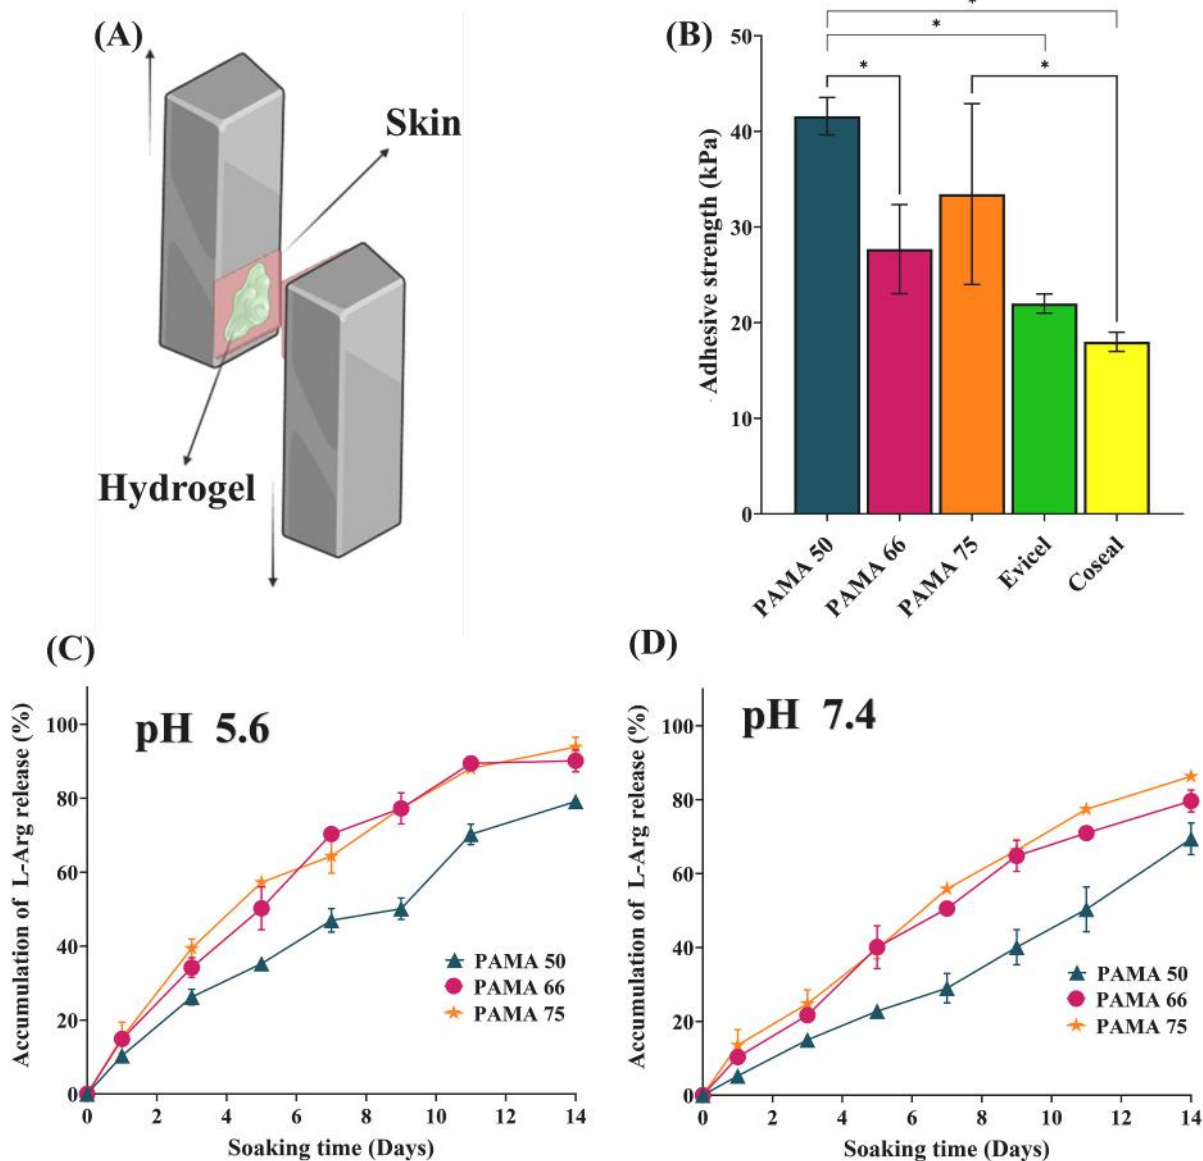 (A)
Skin
Hydrogel
(B)
*
*
*
*
Adhesive strength (kPa)
50
40
30
20
10
0
PAMA 50
PAMA 66
PAMA 75
Evicel
Coseal
(C)
pH 5.6
Accumulation of L-Arg release (%)
100
80
60
40
20
0
0 2 4 6 8 10 12 14
Soaking time (Days)
PAMA 50
PAMA 66
PAMA 75
(D)
pH 7.4
Accumulation of L-Arg release (%)
100
80
60
40
20
0
0 2 4 6 8 10 12 14
Soaking time (Days)
PAMA 50
PAMA 66
PAMA 75